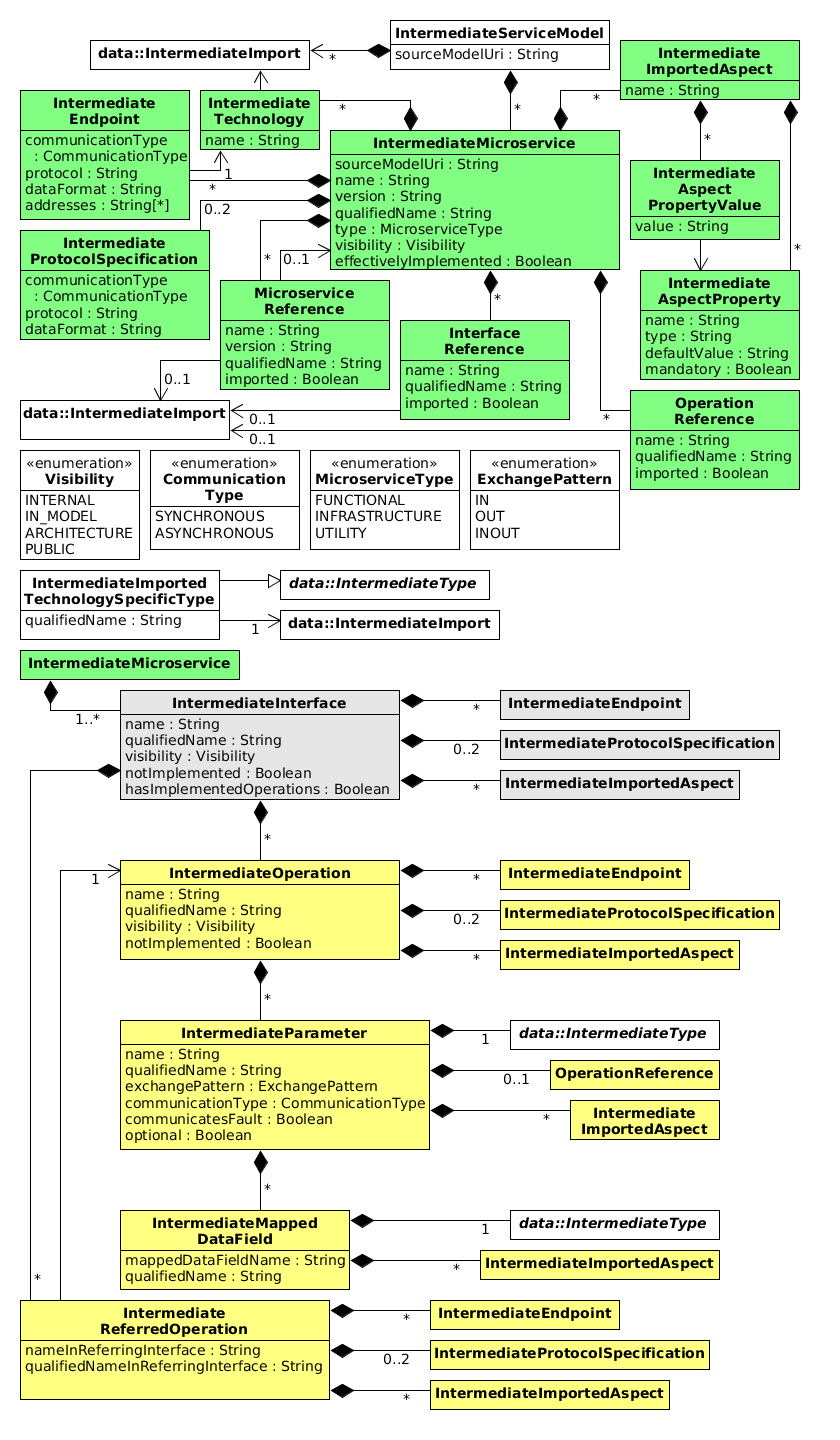 IntermediateServiceModel
sourceModelUri : String
data::IntermediateImport
*
Intermediate
ImportedAspect
name : String
Intermediate
Endpoint
communicationType
: CommunicationType
protocol : String
dataFormat : String
addresses : String[*]
Intermediate
Technology
name : String
*
*
*
IntermediateMicroservice
sourceModelUri : String
name : String
version : String
qualifiedName : String
type : MicroserviceType
visibility : Visibility
effectivelyImplemented : Boolean
*
Intermediate
Aspect
PropertyValue
value : String
1
*
0..2
Intermediate
ProtocolSpecification
communicationType
: CommunicationType
protocol : String
dataFormat : String
*
0..1
*
Intermediate
AspectProperty
name : String
type : String
defaultValue : String
mandatory : Boolean
Microservice
Reference
name : String
version : String
qualifiedName : String
imported : Boolean
*
Interface
Reference
name : String
qualifiedName : String
imported : Boolean
0..1
data::IntermediateImport
0..1
0..1
*
Operation
Reference
name : String
qualifiedName : String
imported : Boolean
«enumeration»
Visibility
INTERNAL
IN_MODEL
ARCHITECTURE
PUBLIC
«enumeration»
Communication
Type
SYNCHRONOUS
ASYNCHRONOUS
«enumeration»
MicroserviceType
FUNCTIONAL
INFRASTRUCTURE
UTILITY
«enumeration»
ExchangePattern
IN
OUT
INOUT
IntermediateImported
TechnologySpecificType
qualifiedName : String
data::IntermediateType
1
data::IntermediateImport
IntermediateMicroservice
1..*
IntermediateInterface
name : String
qualifiedName : String
visibility : Visibility
notImplemented : Boolean
hasImplementedOperations : Boolean
*
IntermediateEndpoint
0..2
IntermediateProtocolSpecification
*
IntermediateImportedAspect
*
1
IntermediateOperation
name : String
qualifiedName : String
visibility : Visibility
notImplemented : Boolean
*
IntermediateEndpoint
0..2
IntermediateProtocolSpecification
*
IntermediateImportedAspect
*
IntermediateParameter
name : String
qualifiedName : String
exchangePattern : ExchangePattern
communicationType : CommunicationType
communicatesFault : Boolean
optional : Boolean
1
data::IntermediateType
0..1
OperationReference
*
Intermediate
ImportedAspect
*
IntermediateMapped
DataField
mappedDataFieldName : String
qualifiedName : String
1
data::IntermediateType
*
IntermediateImportedAspect
*
Intermediate
ReferredOperation
nameInReferringInterface : String
qualifiedNameInReferringInterface : String
*
IntermediateEndpoint
0..2
IntermediateProtocolSpecification
*
IntermediateImportedAspect